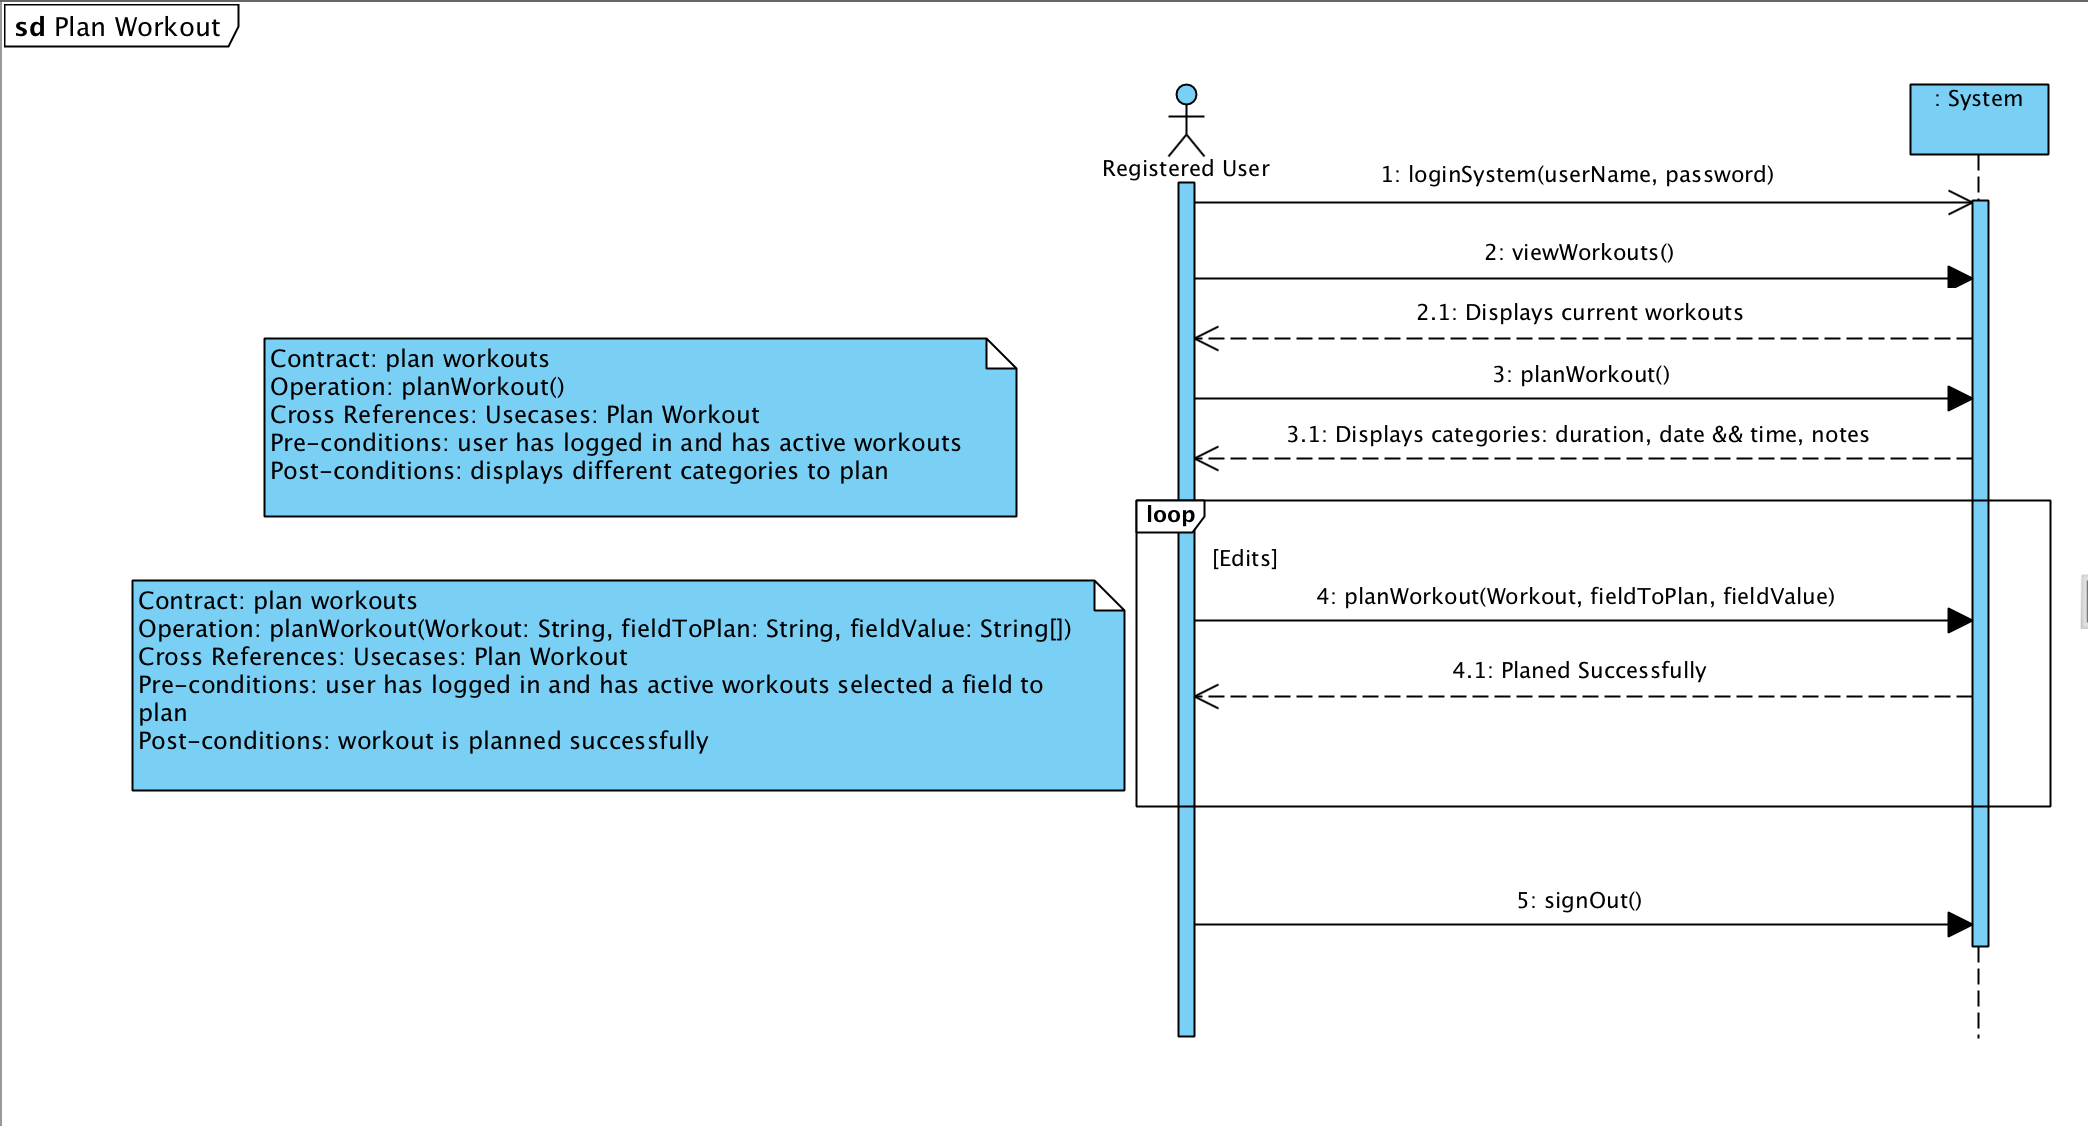 sd Plan Workout
: System
Registered User
1: loginSystem(userName, password)
2: viewWorkouts()
2.1: Displays current workouts
Contract: plan workouts
Operation: planWorkout()
Cross References: Usecases: Plan Workout
Pre-conditions: user has logged in and has active workouts
Post-conditions: displays different categories to plan
3: planWorkout()
3.1: Displays categories: duration, date && time, notes
loop
[Edits]
Contract: plan workouts
Operation: planWorkout(Workout: String, fieldToPlan: String, fieldValue: String[])
Cross References: Usecases: Plan Workout
Pre-conditions: user has logged in and has active workouts selected a field to
plan
Post-conditions: workout is planned successfully
4: planWorkout(Workout, fieldToPlan, fieldValue)
4.1: Planed Successfully
5: signOut()